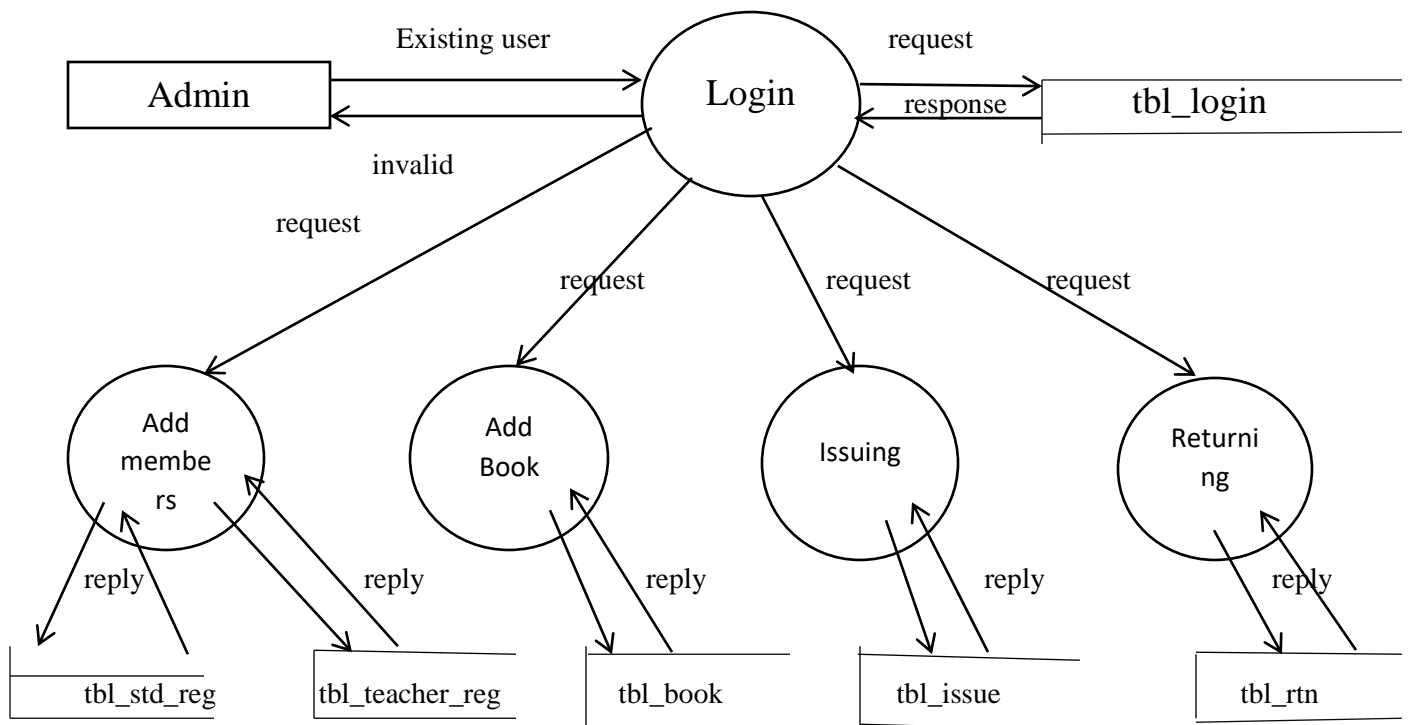 Existing user
request
Admin
Login
response
tbl_login
invalid
request
request
request
request
Add
membe
rs
Add
Book
Issuing
Returni
ng
reply
reply
reply
reply
reply
tbl_std_reg
tbl_teacher_reg
tbl_book
tbl_issue
tbl_rtn